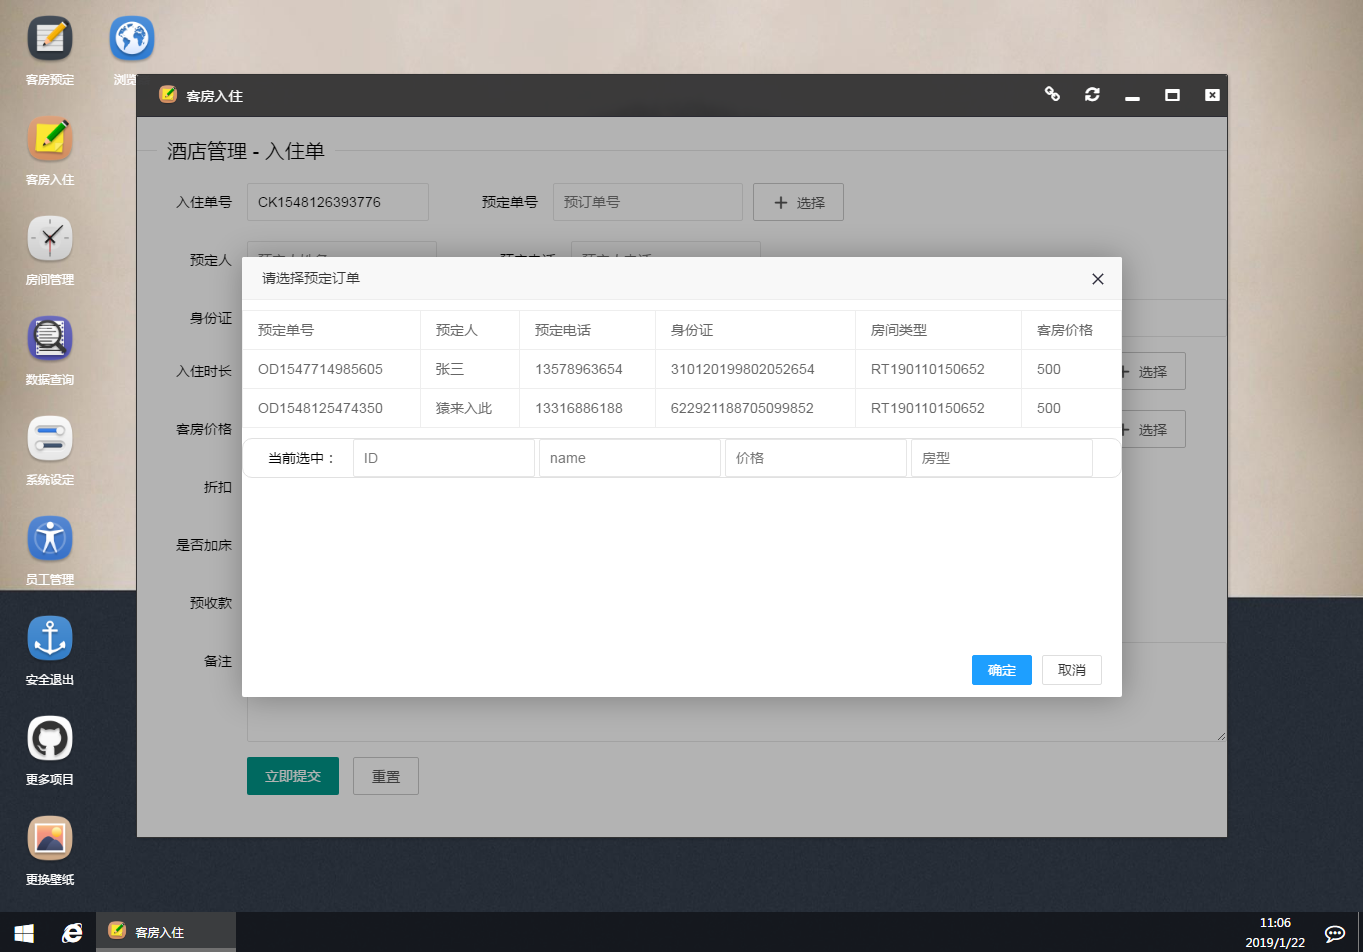 客房预定
浏览
客房入住
房间管理
数据查询
系统设定
员工管理
安全退出
更多项目
更换壁纸
客房入住
酒店管理 - 入住单
入住单号 CK1548126393776 预定单号 预订单号 选择
预定人
身份证
入住时长 选择
客房价格 选择
折扣
是否加床
预收款
备注
立即提交 重置
请选择预定订单
预定单号 预定人 预定电话 身份证 房间类型 客房价格
OD1547714985605 张三 13578963654 310120199802052654 RT190110150652 500
OD1548125474350 猿来入此 13316886188 622921188705099852 RT190110150652 500
当前选中： ID name 价格 房型
确定 取消
客房入住
11:06
2019/1/22